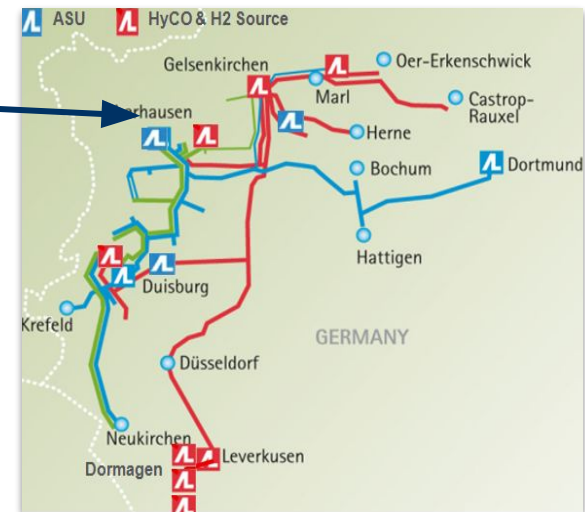 ASU
HyCO & H2 Source
Gelsenkirchen
Oer-Erkenschwick
Marl
Castrop-
Rauxel
Herne
Bochum
Dortmund
Hattigen
Duisburg
Krefeld
GERMANY
Düsseldorf
Neukirchen
Dormagen
Leverkusen